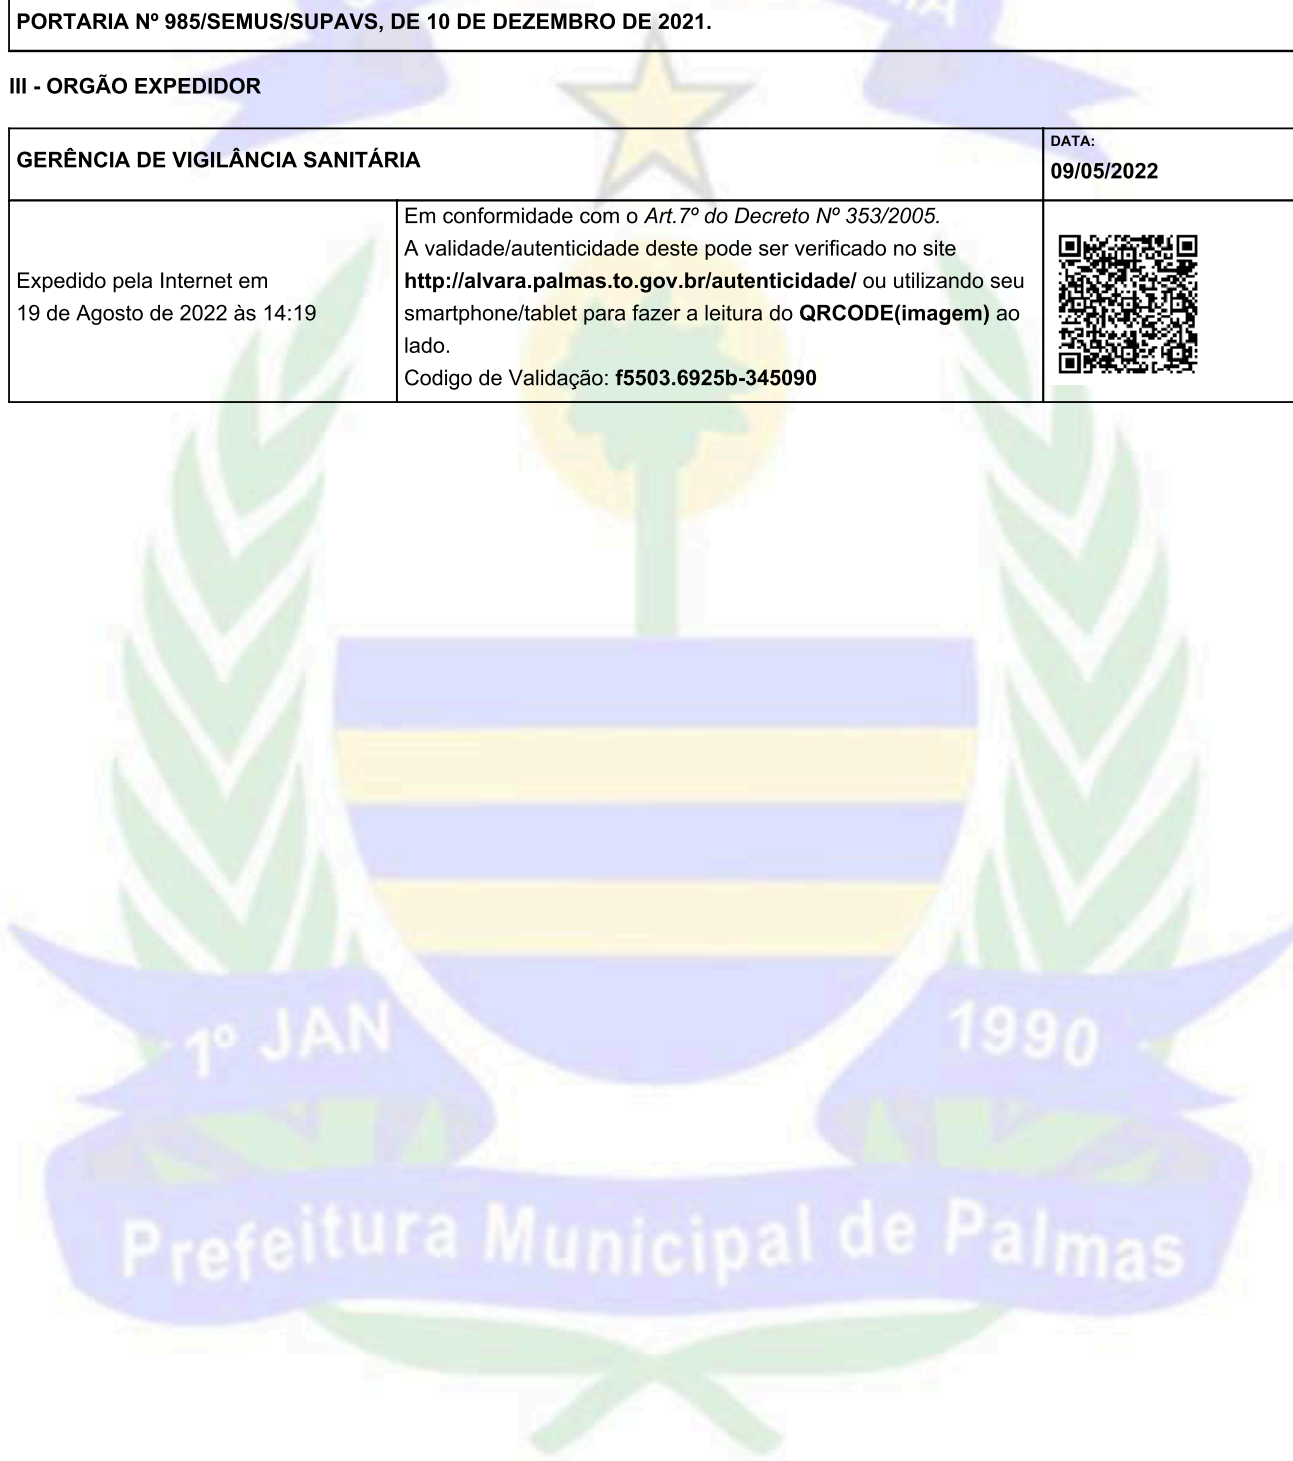 PORTARIA Nº 985/SEMUS/SUPAVS, DE 10 DE DEZEMBRO DE 2021.
III - ORGÃO EXPEDIDOR
GERÊNCIA DE VIGILÂNCIA SANITÁRIA
DATA:
09/05/2022
Expedido pela Internet em
19 de Agosto de 2022 às 14:19
Em conformidade com o Art.7º do Decreto Nº 353/2005.
A validade/autenticidade deste pode ser verificado no site
http://alvara.palmas.to.gov.br/autenticidade/ ou utilizando seu
smartphone/tablet para fazer a leitura do QRCODE(imagem) ao
lado.
Codigo de Validação: f5503.6925b-345090
1º JAN
1990
Prefeitura Municipal de Palmas